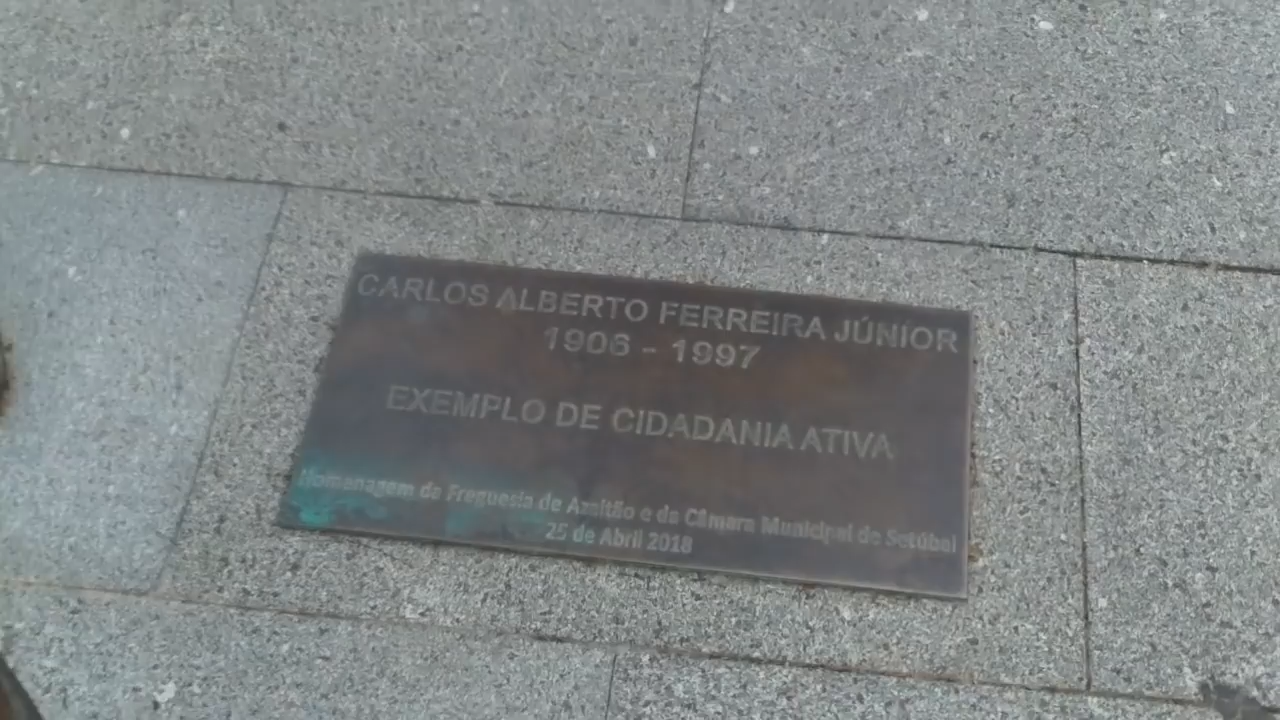 CARLOS ALBERTO FERREIRA JÚNIOR
1906 - 1997
EXEMPLO DE CIDADANIA ATIVA
Homenagem da Freguesia de Azeitão e da Câmara Municipal de Setúbal
25 de Abril 2018